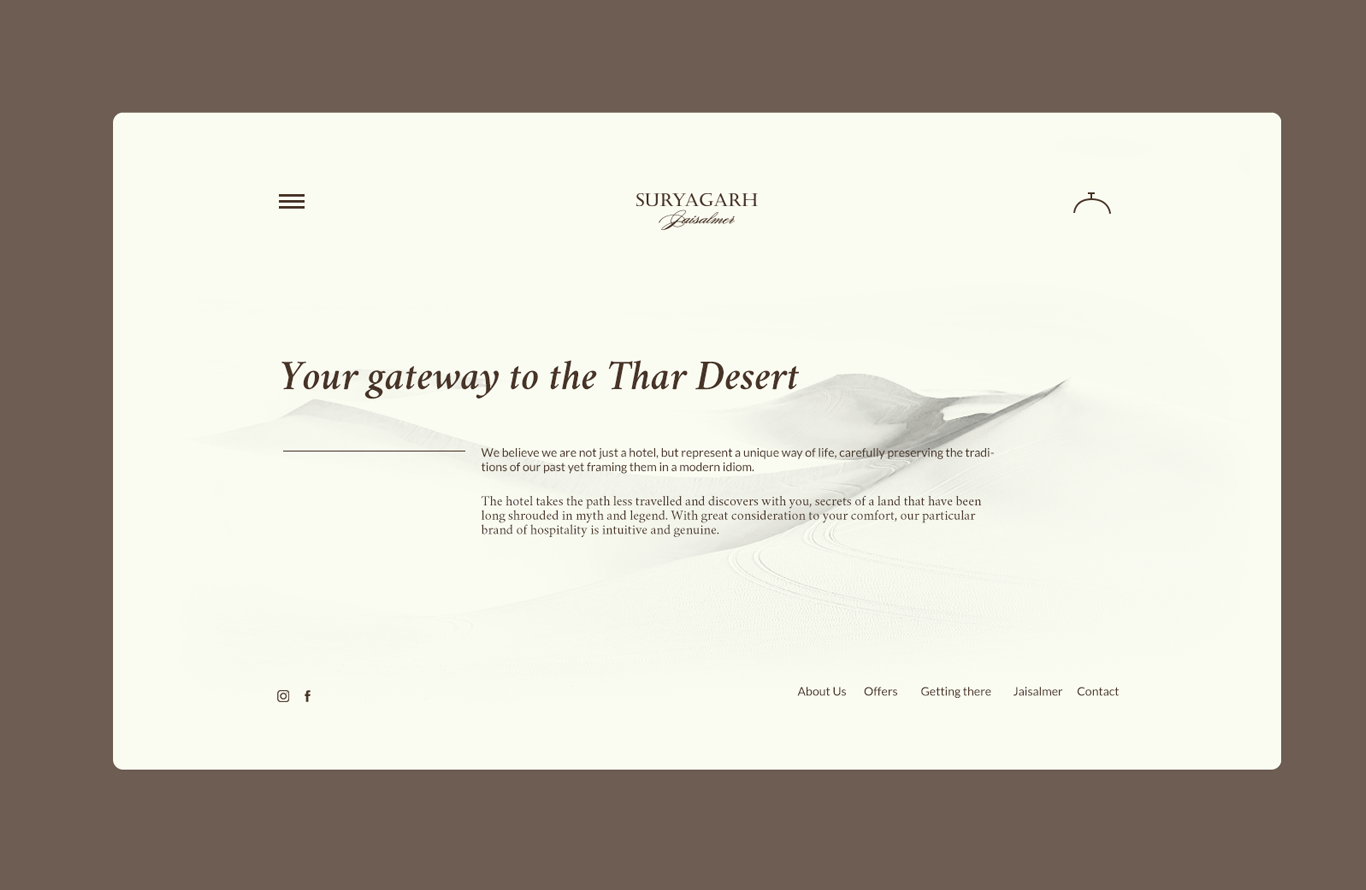 SURYAGARH
Jaisalmer
Your gateway to the Thar Desert
We believe we are not just a hotel, but represent a unique way of life, carefully preserving the tradi-
tions of our past yet framing them in a modern idiom.
The hotel takes the path less travelled and discovers with you, secrets of a land that have been
long shrouded in myth and legend. With great consideration to your comfort, our particular
brand of hospitality is intuitive and genuine.
About Us Offers Getting there Jaisalmer Contact